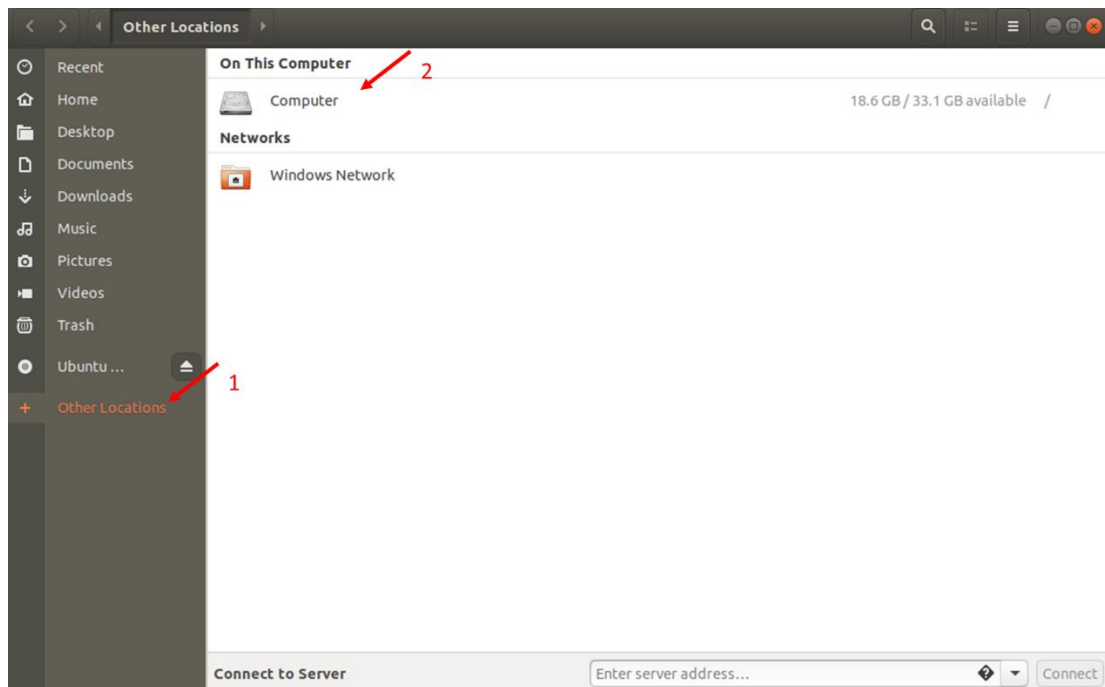 Other Locations
Recent
Home
Desktop
Documents
Downloads
Music
Pictures
Videos
Trash
Ubuntu ...
+ Other Locations
1
On This Computer
2
Computer 18.6 GB / 33.1 GB available /
Networks
Windows Network
Connect to Server Enter server address... Connect